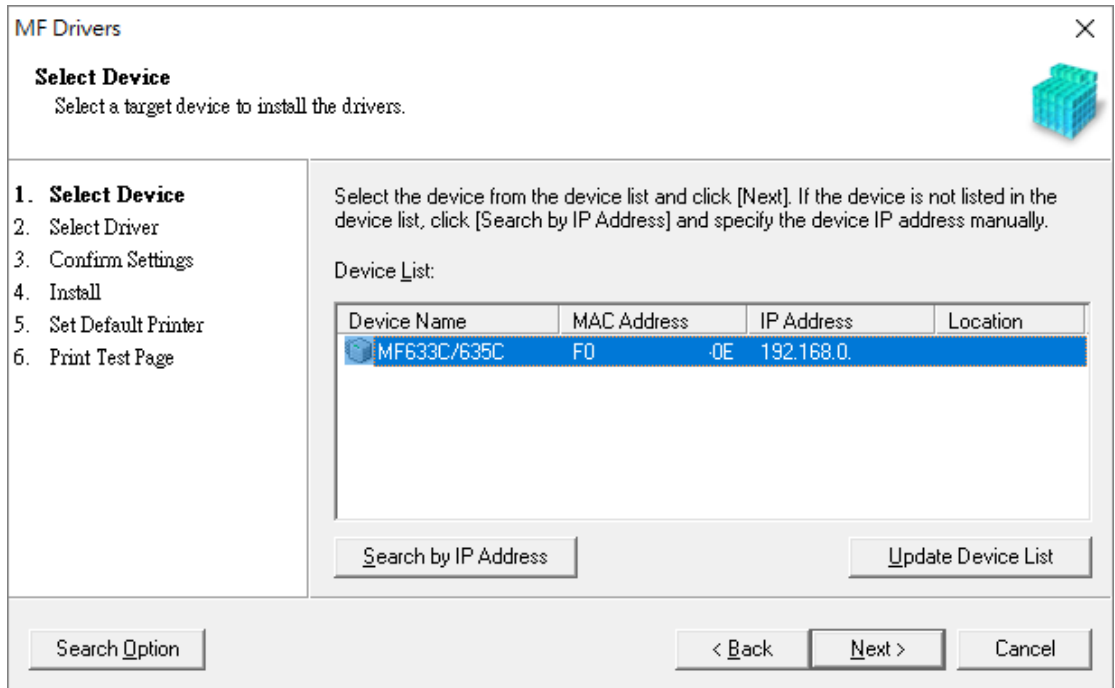 MF Drivers
Select Device
Select a target device to install the drivers.
1. Select Device
2. Select Driver
3. Confirm Settings
4. Install
5. Set Default Printer
6. Print Test Page
Select the device from the device list and click [Next]. If the device is not listed in the
device list, click [Search by IP Address] and specify the device IP address manually.
Device List:
Device Name MAC Address IP Address Location
MF633C/635C F0 -0E 192.168.0.
Search by IP Address Update Device List
Search Option < Back Next > Cancel